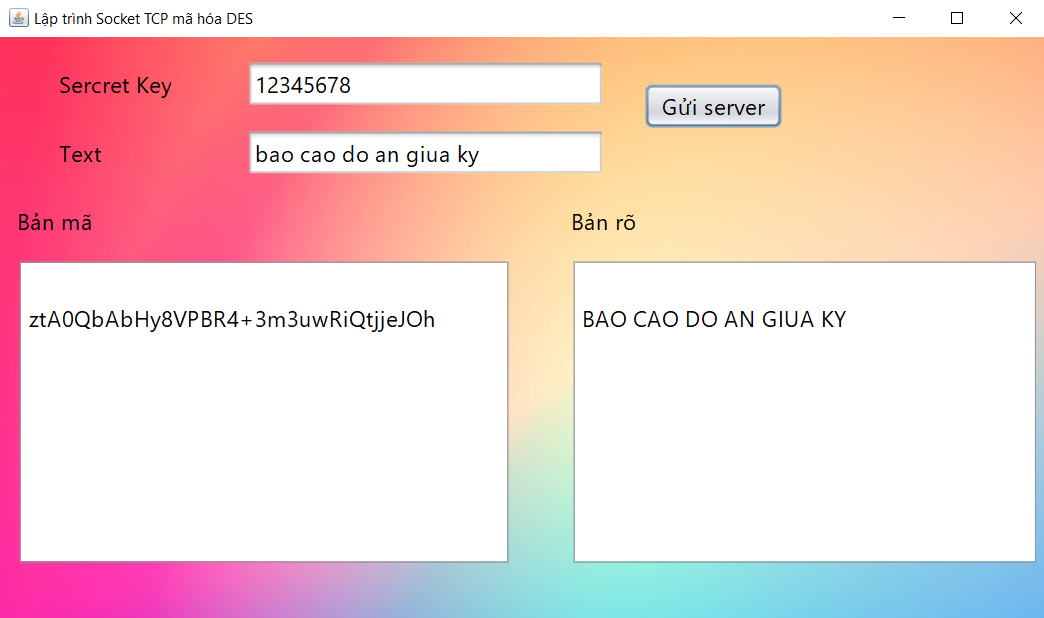 Lập trình Socket TCP mã hóa DES
Sercret Key
12345678
Gửi server
Text
bao cao do an giua ky
Bản mã
Bản rõ
ztA0QbAbHy8VPBR4+3m3uwRiQtjjeJOh
BAO CAO DO AN GIUA KY